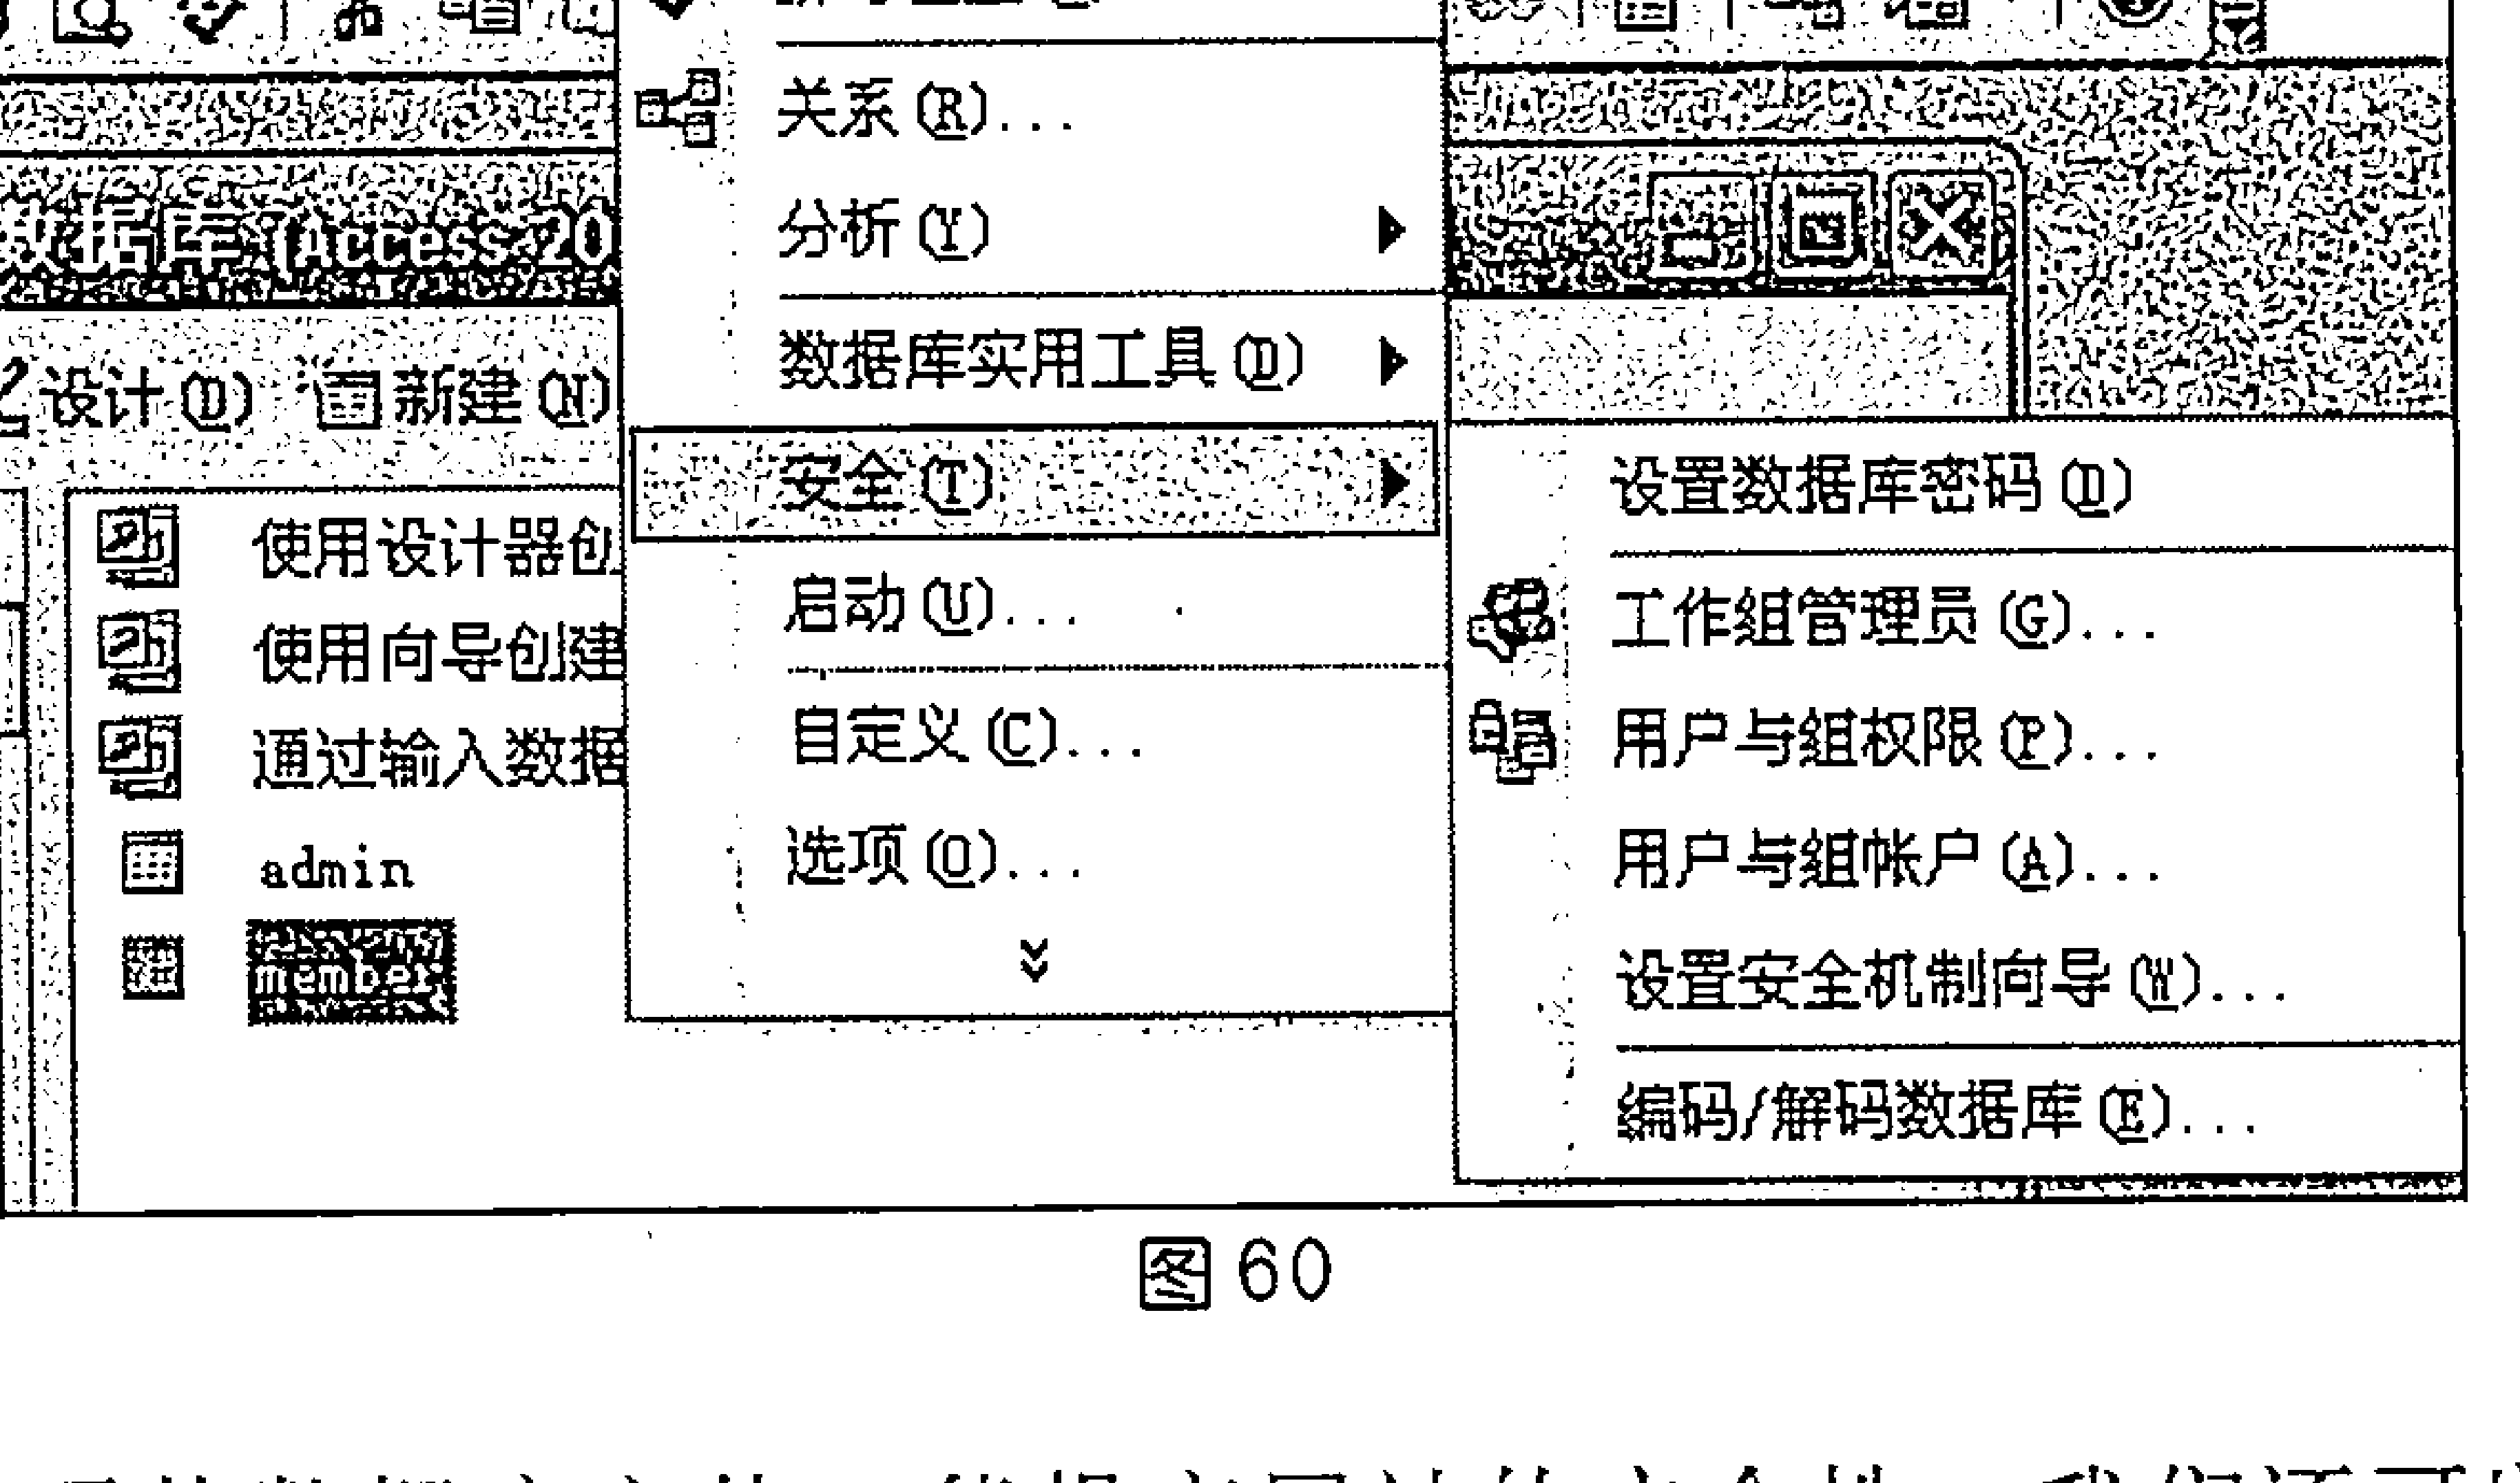 关系(R)...
分析(Y)
数据库 (Access 20
数据库实用工具(D)
设计(D) 新建(N)
安全(T)
设置数据库密码(D)
使用设计器创
启动(U)...
工作组管理员(G)...
使用向导创建
自定义(C)...
用户与组权限(P)...
通过输入数据
选项(O)...
用户与组帐户(A)...
admin
member
设置安全机制向导(W)...
编码/解码数据库(E)...
图 60